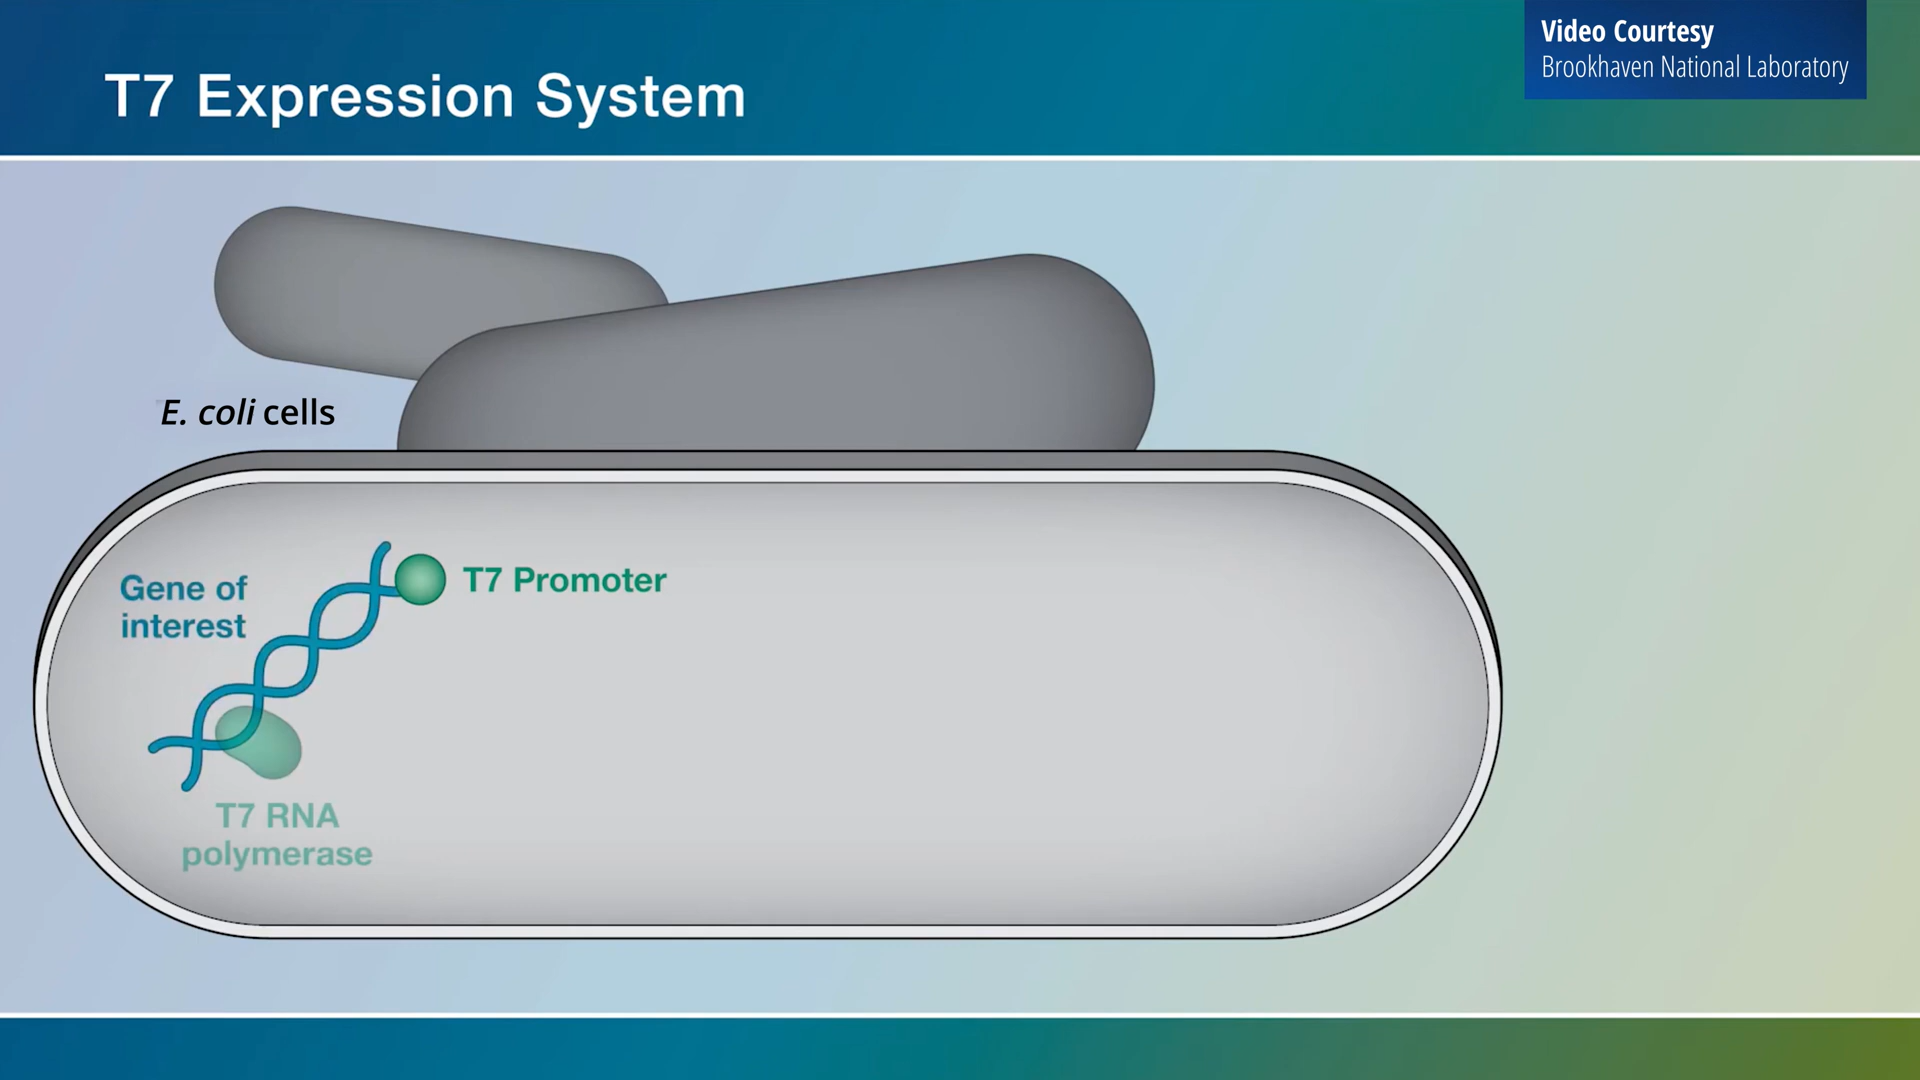 Video Courtesy
Brookhaven National Laboratory
T7 Expression System
E. coli cells
Gene of
interest
T7 Promoter
T7 RNA
polymerase